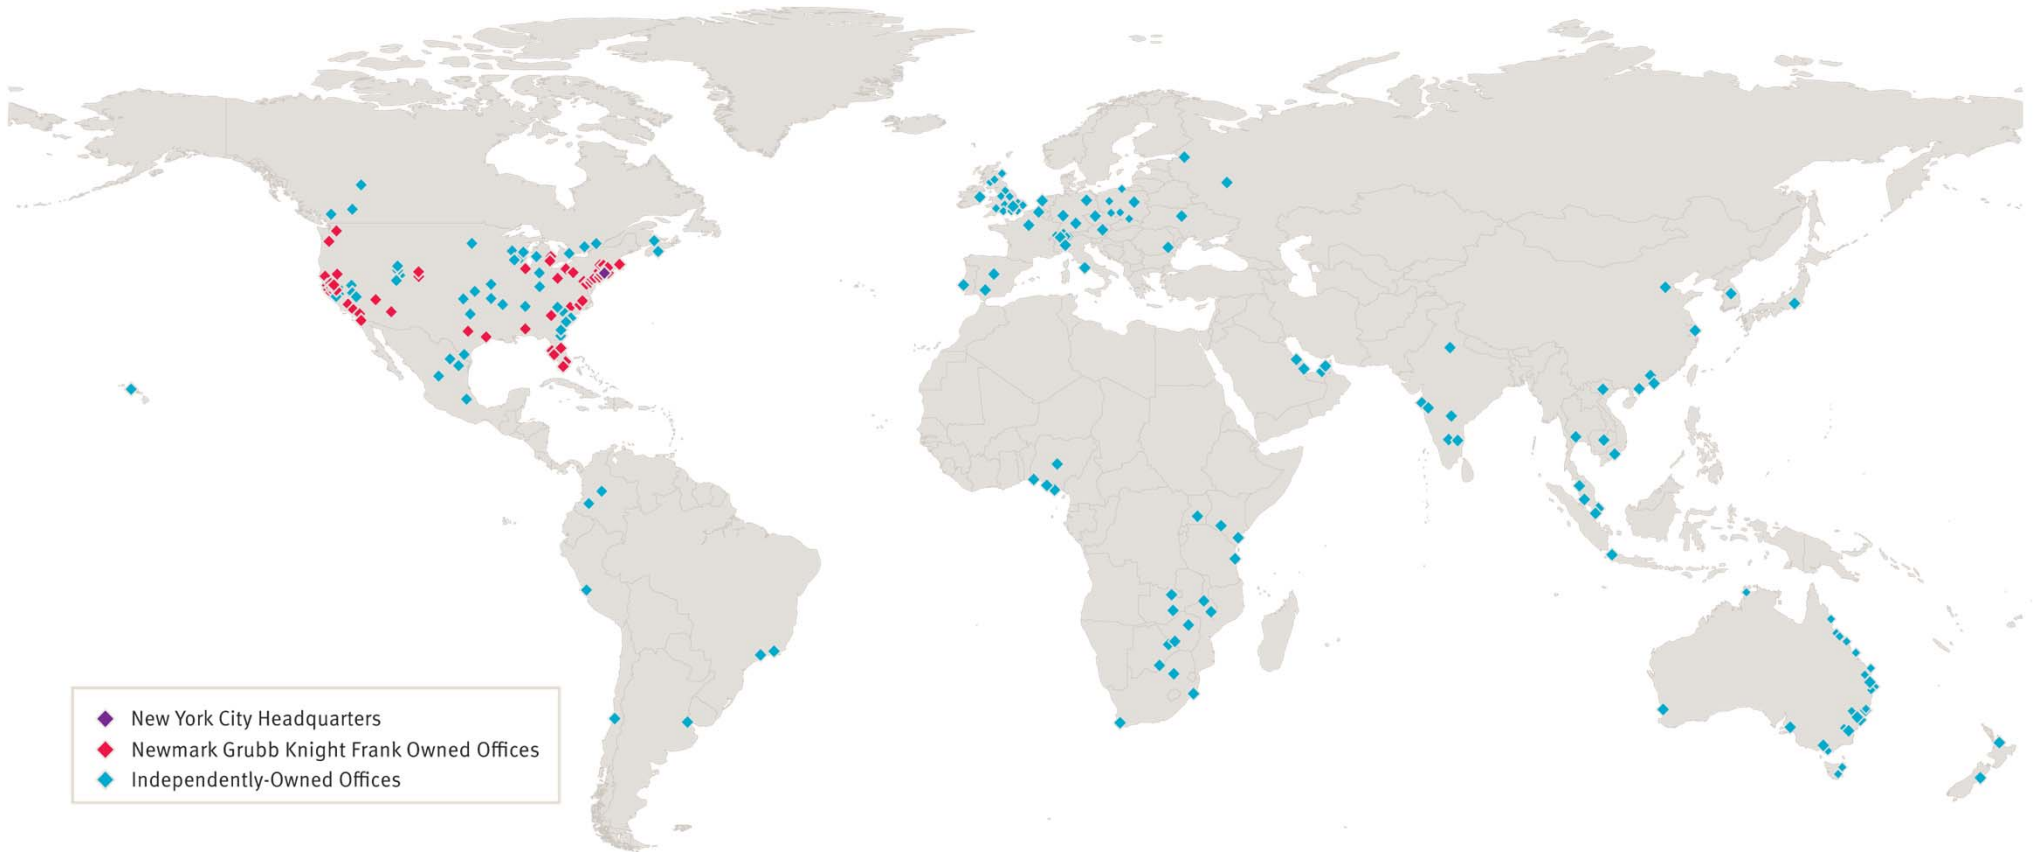 New York City Headquarters
Newmark Grubb Knight Frank Owned Offices
Independently-Owned Offices